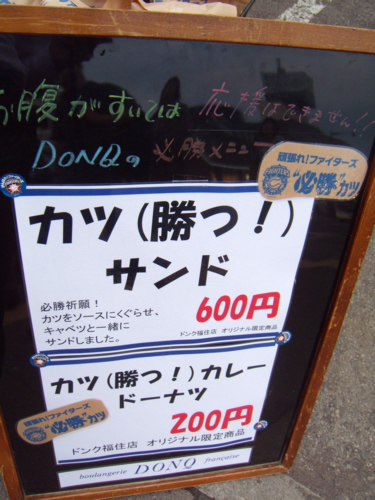 お腹がすいては
応援はできません!!
DONQの必勝メニュー
頑張れ!ファイターズ
"必勝"カツ
カツ(勝つ!)
サンド
必勝祈願!
カツをソースにくぐらせ、
キャベツと一緒に
サンドしました。
600円
ドンク福住店 オリジナル限定商品
カツ(勝つ!)カレー
ドーナツ
頑張れ!ファイターズ
"必勝"カツ
200円
ドンク福住店 オリジナル限定商品
boulangerie DONQ française